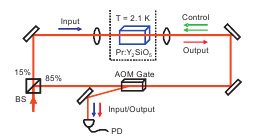 Input
T = 2.1 K
Control
Pr:Y₂SiO₅
Output
15%
85%
AOM Gate
BS
Input/Output
PD